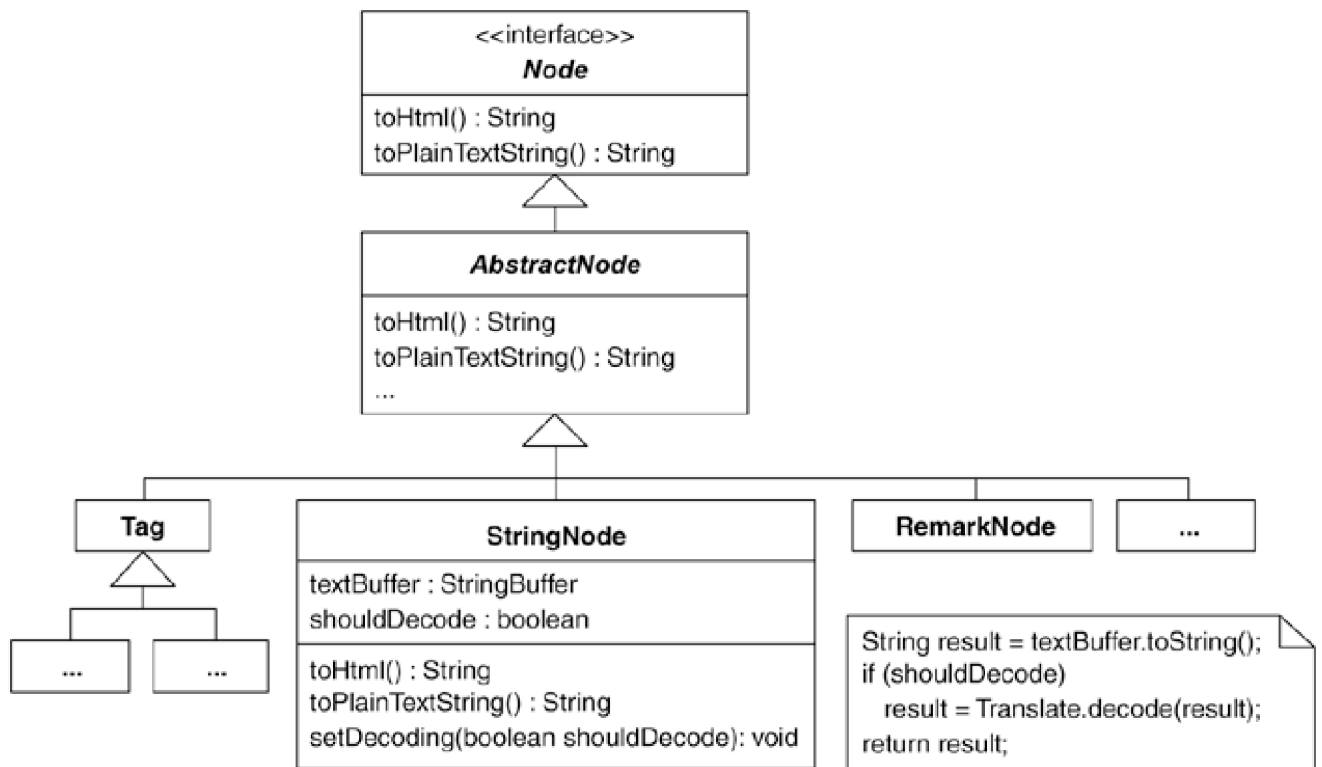 <<interface>>
Node
toHtml() : String
toPlainTextString() : String
AbstractNode
toHtml() : String
toPlainTextString() : String
...
Tag
...
...
StringNode
textBuffer : StringBuffer
shouldDecode : boolean
toHtml() : String
toPlainTextString() : String
setDecoding(boolean shouldDecode): void
RemarkNode
...
String result = textBuffer.toString();
if (shouldDecode)
result = Translate.decode(result);
return result;